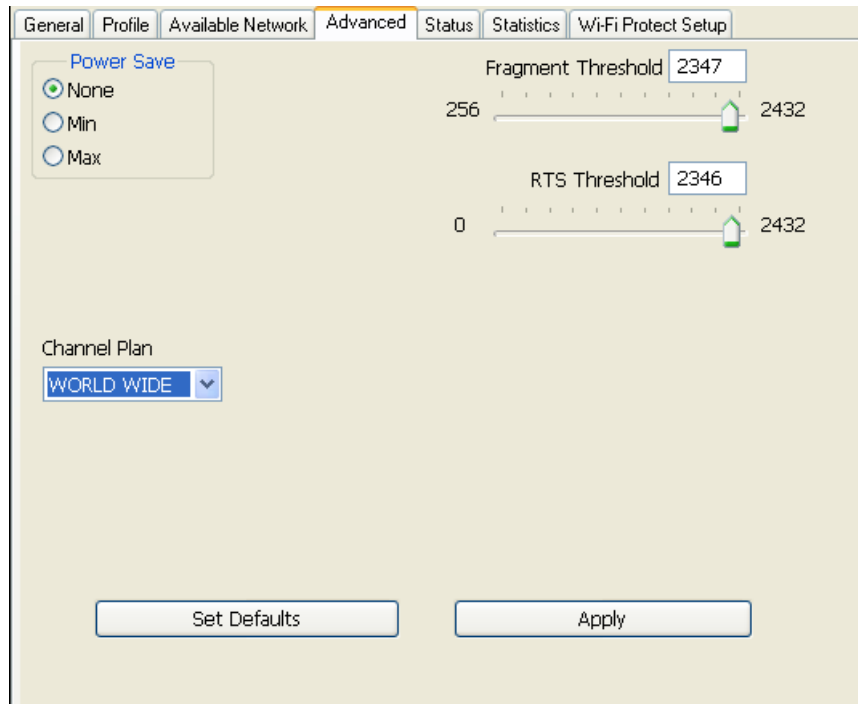 General Profile Available Network Advanced Status Statistics Wi-Fi Protect Setup
Power Save
None
Min
Max
Fragment Threshold 2347
256 2432
RTS Threshold 2346
0 2432
Channel Plan
WORLD WIDE
Set Defaults Apply